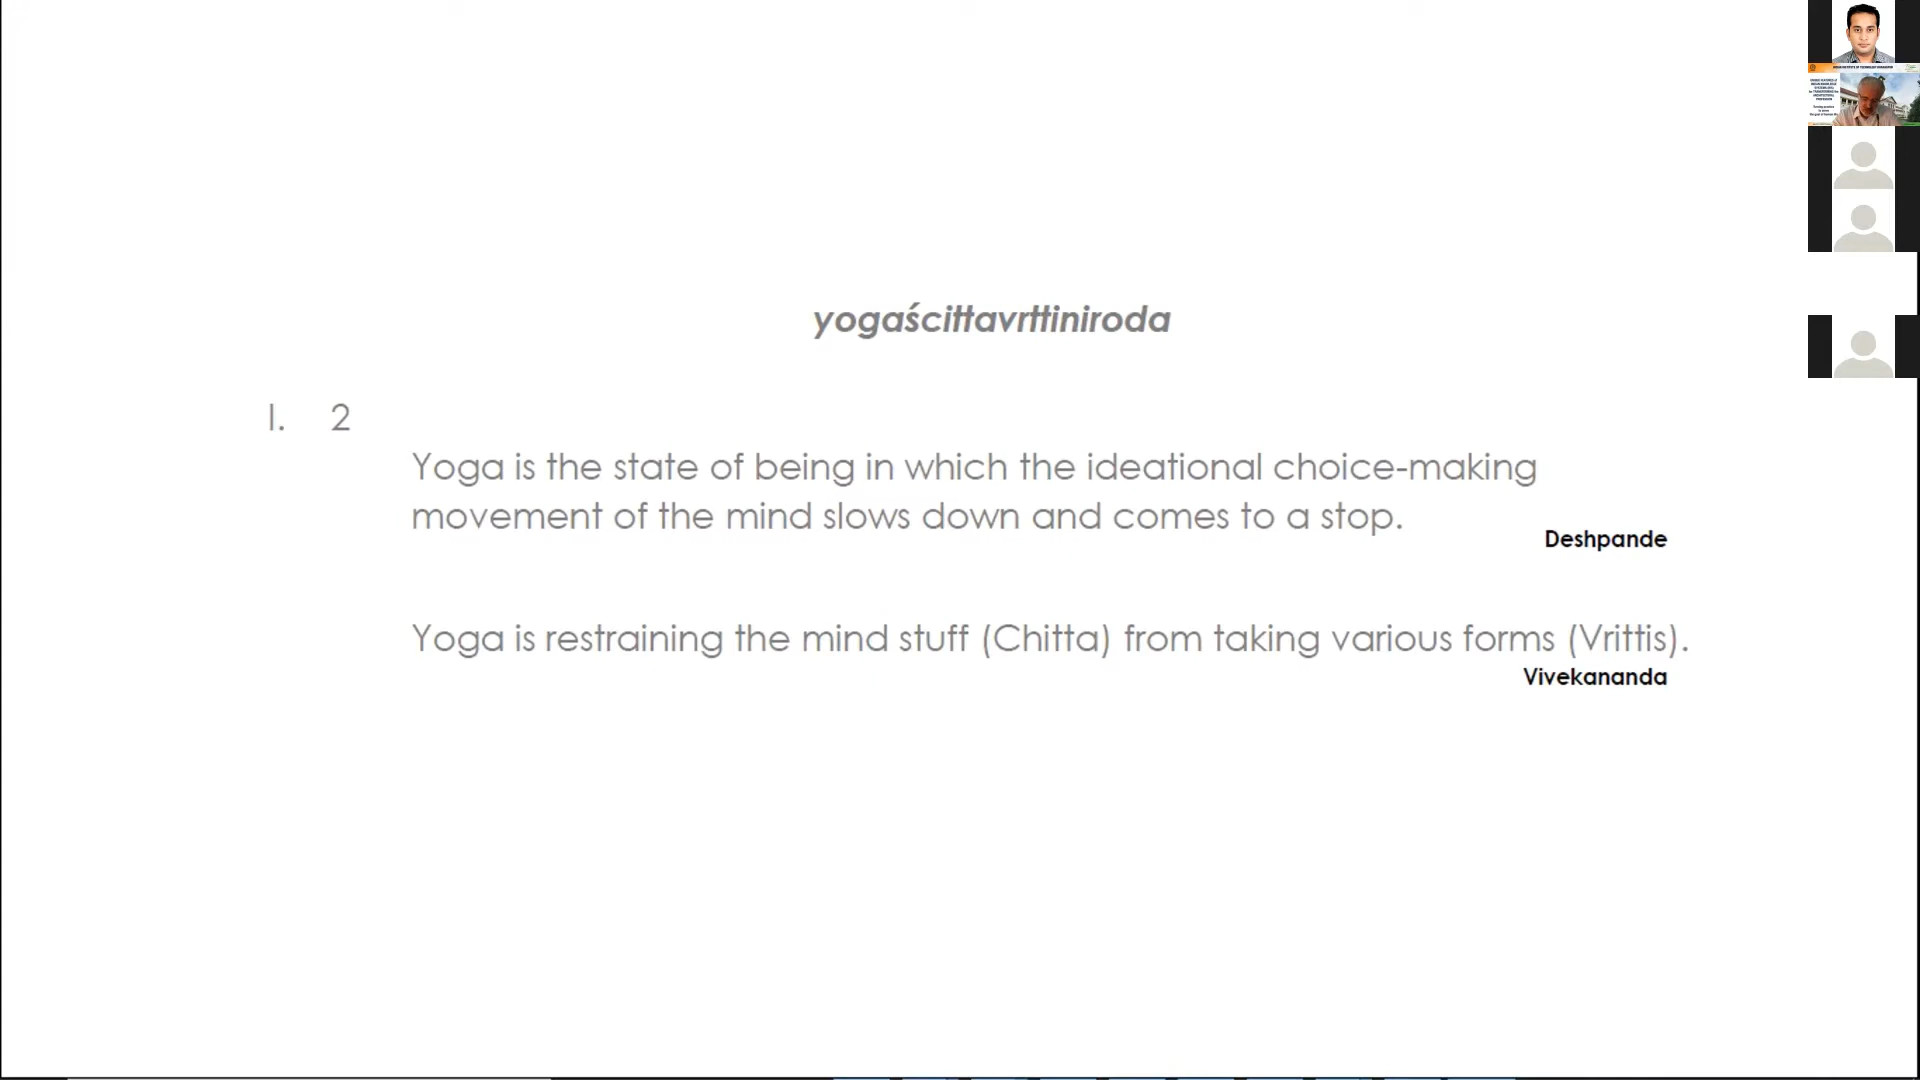 yogaścittavrttiniroda
I. 2
Yoga is the state of being in which the ideational choice-making
movement of the mind slows down and comes to a stop.
Deshpande
Yoga is restraining the mind stuff (Chitta) from taking various forms (Vrittis).
Vivekananda